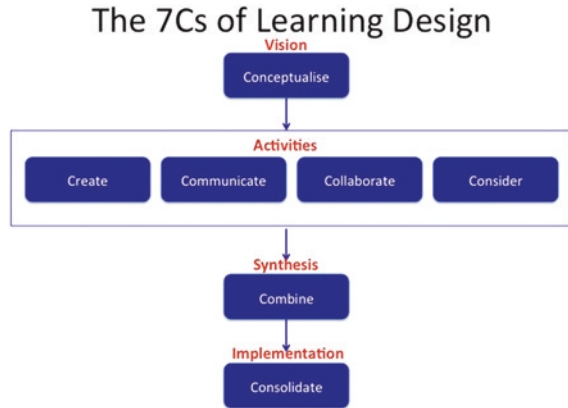 The 7Cs of Learning Design
Vision
Conceptualise
Activities
Create Communicate Collaborate Consider
Synthesis
Combine
Implementation
Consolidate